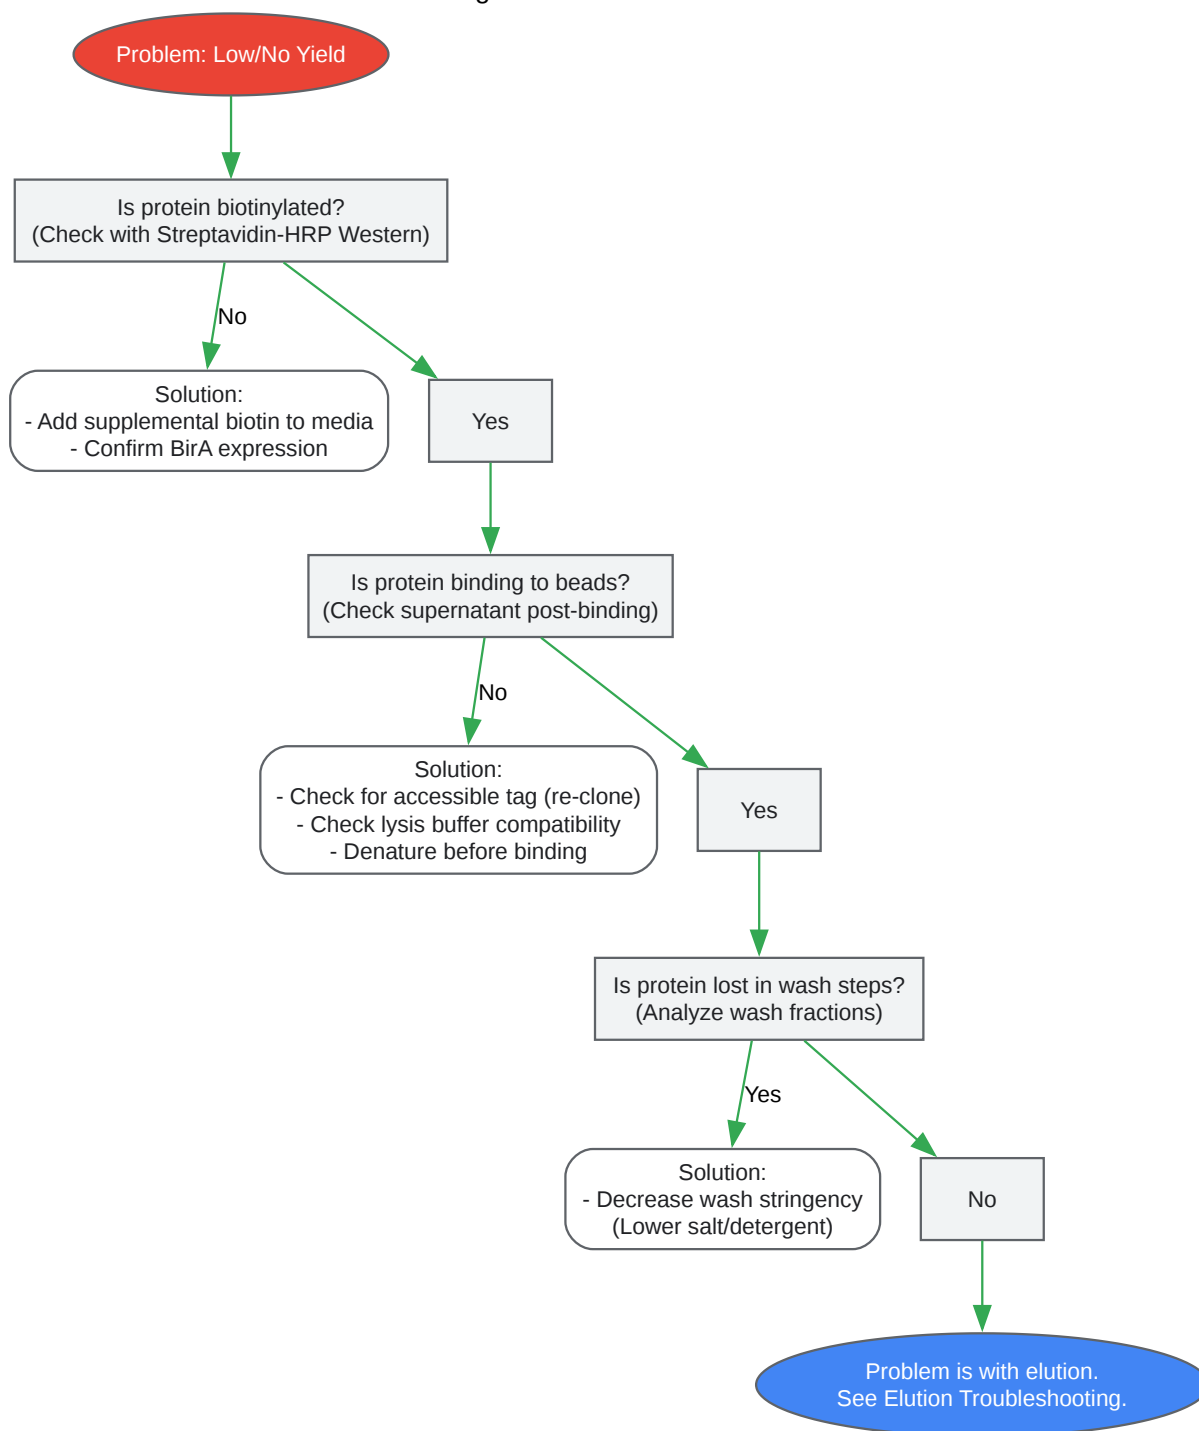 Problem: Low/No Yield
Is protein biotinylated?
(Check with Streptavidin-HRP Western)
No
Solution:
- Add supplemental biotin to media
- Confirm BirA expression
Yes
Is protein binding to beads?
(Check supernatant post-binding)
No
Solution:
- Check for accessible tag (re-clone)
- Check lysis buffer compatibility
- Denature before binding
Yes
Is protein lost in wash steps?
(Analyze wash fractions)
Yes
Solution:
- Decrease wash stringency
(Lower salt/detergent)
No
Problem is with elution.
See Elution Troubleshooting.